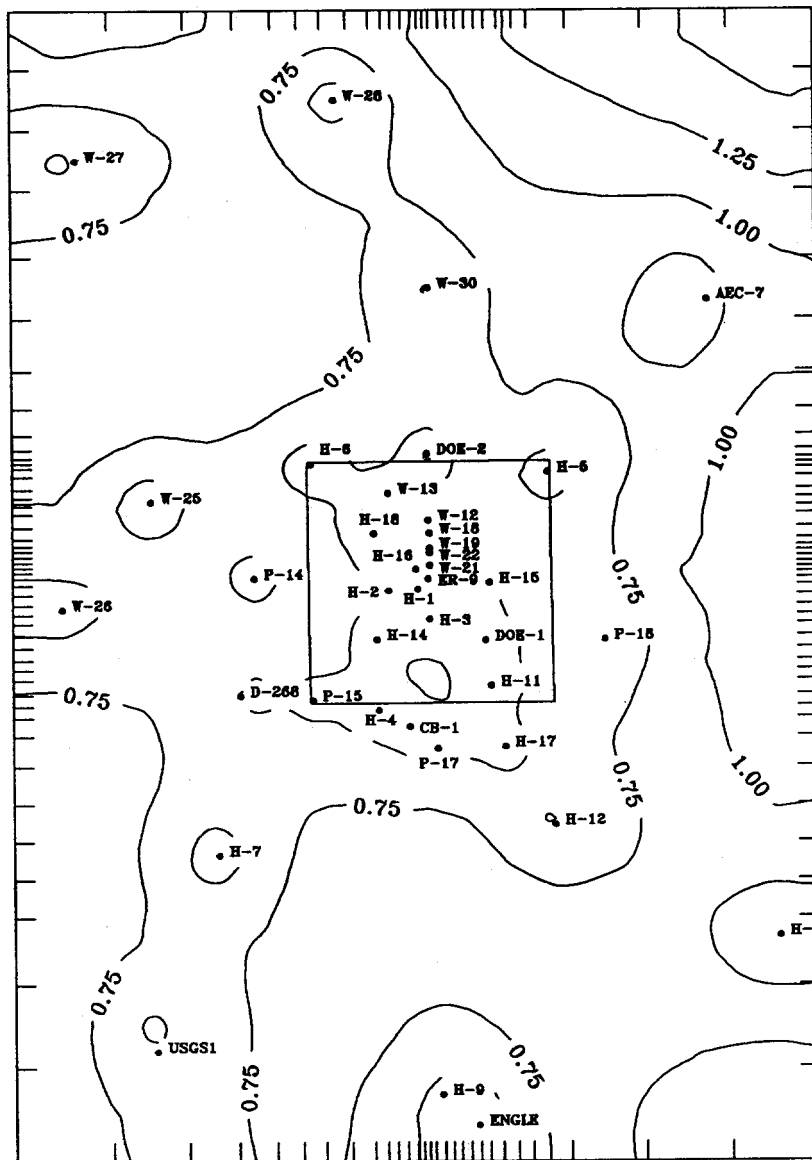 0.75
W-26
W-27
1.25
0.75
1.00
W-30
AEC-7
0.75
H-6
DOE-2
H-5
1.00
W-25
W-13
W-12
H-18
W-18
W-19
W-22
H-16
W-21
P-14
ER-9
H-15
0.75
H-2
H-1
W-26
H-3
H-14
DOE-1
P-18
0.75
D-268
P-15
H-11
H-4
CB-1
H-17
P-17
1.00
0.75
0.75
H-12
H-7
H-
0.75
USGS1
0.75
0.75
H-9
ENGLE